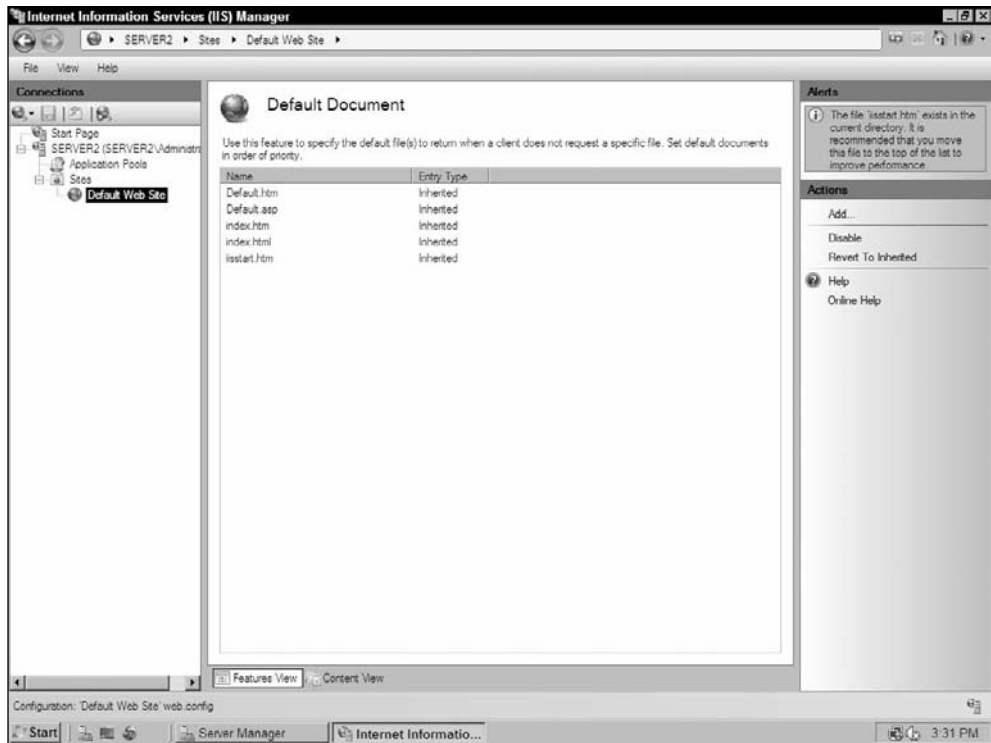 Internet Information Services (IIS) Manager
SERVER2 Sites Default Web Site
File View Help
Connections
Start Page
SERVER2 (SERVER2\Administr
Application Pools
Sites
Default Web Site
Default Document
Use this feature to specify the default file(s) to return when a client does not request a specific file. Set default documents
in order of priority.
Name Entry Type
Default.htm Inherited
Default.asp Inherited
index.htm Inherited
index.html Inherited
iisstart.htm Inherited
Features View Content View
Alerts
The file 'iisstart.htm' exists in the
current directory. It is
recommended that you move
this file to the top of the list to
improve performance.
Actions
Add...
Disable
Revert To Inherited
Help
Online Help
Configuration: 'Default Web Site' web.config
Start Server Manager Internet Informatio... 3:31 PM